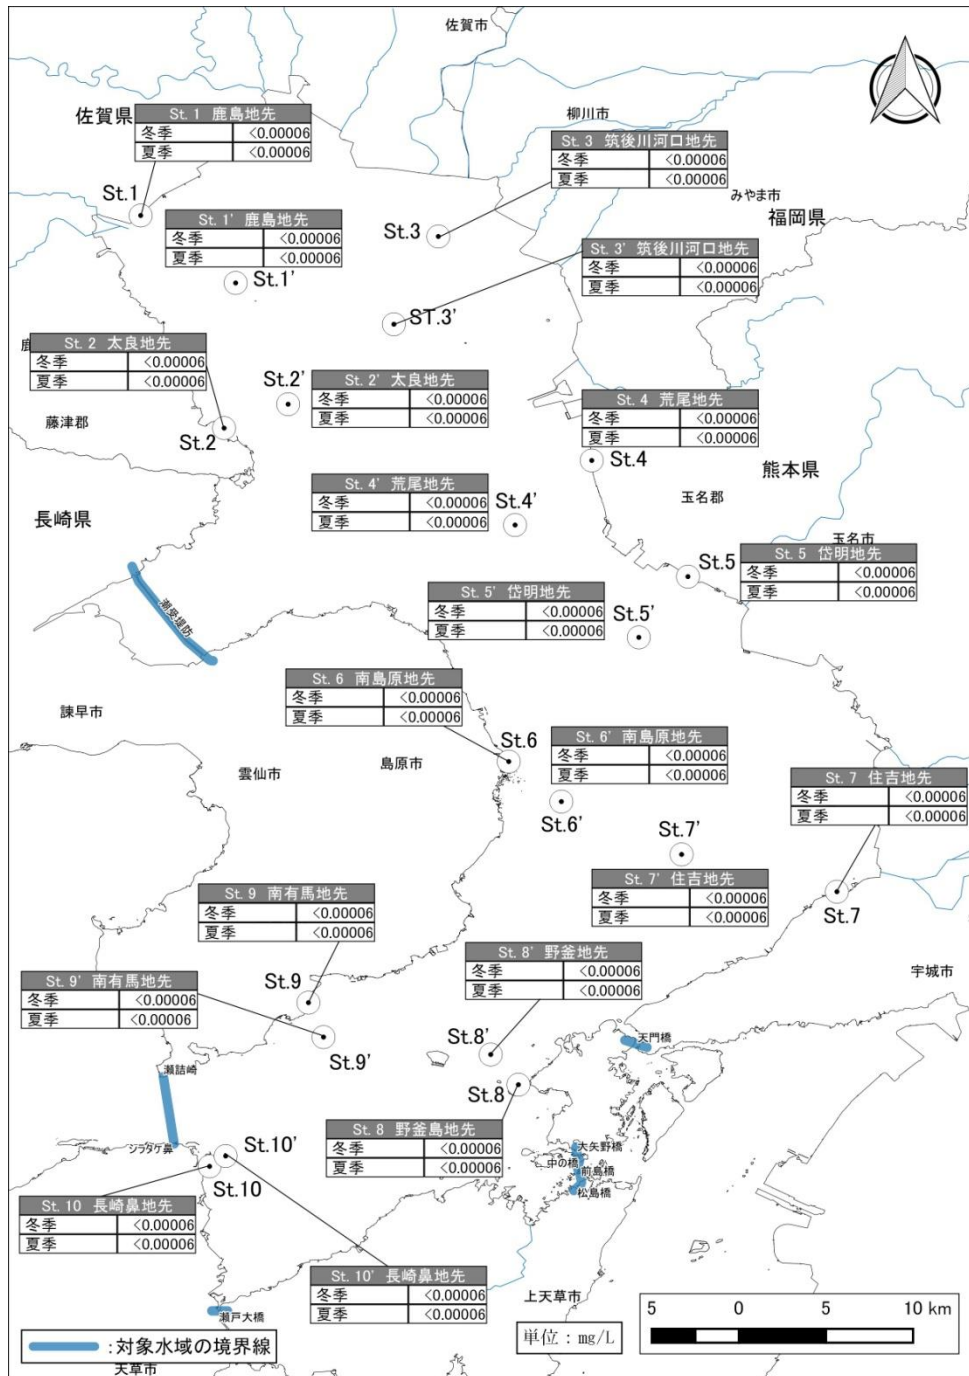 佐賀市
佐賀県
柳川市
St. 1 鹿島地先
冬季 <0.00006
夏季 <0.00006
St. 3 筑後川河口地先
冬季 <0.00006
夏季 <0.00006
みやま市
福岡県
St.1
St. 1' 鹿島地先
冬季 <0.00006
夏季 <0.00006
St.3
St. 3' 筑後川河口地先
冬季 <0.00006
夏季 <0.00006
St.1'
ST.3'
鹿
St. 2 太良地先
冬季 <0.00006
夏季 <0.00006
St.2'
St. 2' 太良地先
冬季 <0.00006
夏季 <0.00006
St. 4 荒尾地先
冬季 <0.00006
夏季 <0.00006
藤津郡
St.2
St.4
熊本県
St. 4' 荒尾地先
冬季 <0.00006
夏季 <0.00006
St.4'
玉名郡
長崎県
玉名市
St.5
St. 5 岱明地先
冬季 <0.00006
夏季 <0.00006
St. 5' 岱明地先
冬季 <0.00006
夏季 <0.00006
St.5'
潮受堤防
St. 6 南島原地先
冬季 <0.00006
夏季 <0.00006
諫早市
St.6
St. 6' 南島原地先
冬季 <0.00006
夏季 <0.00006
島原市
雲仙市
St. 7 住吉地先
冬季 <0.00006
夏季 <0.00006
St.6'
St.7'
St. 7' 住吉地先
冬季 <0.00006
夏季 <0.00006
St.7
St. 9 南有馬地先
冬季 <0.00006
夏季 <0.00006
St. 8' 野釜地先
冬季 <0.00006
夏季 <0.00006
宇城市
St. 9' 南有馬地先
冬季 <0.00006
夏季 <0.00006
St.9
St.9'
St.8'
天門橋
瀬詰崎
St.8
St. 8 野釜島地先
冬季 <0.00006
夏季 <0.00006
シラタケ鼻
St.10'
St.10
大矢野橋
中の橋
前島橋
松島橋
St. 10 長崎鼻地先
冬季 <0.00006
夏季 <0.00006
St. 10' 長崎鼻地先
冬季 <0.00006
夏季 <0.00006
上天草市
瀬戸大橋
5 0 5 10 km
単位：mg/L
：対象水域の境界線
天草市